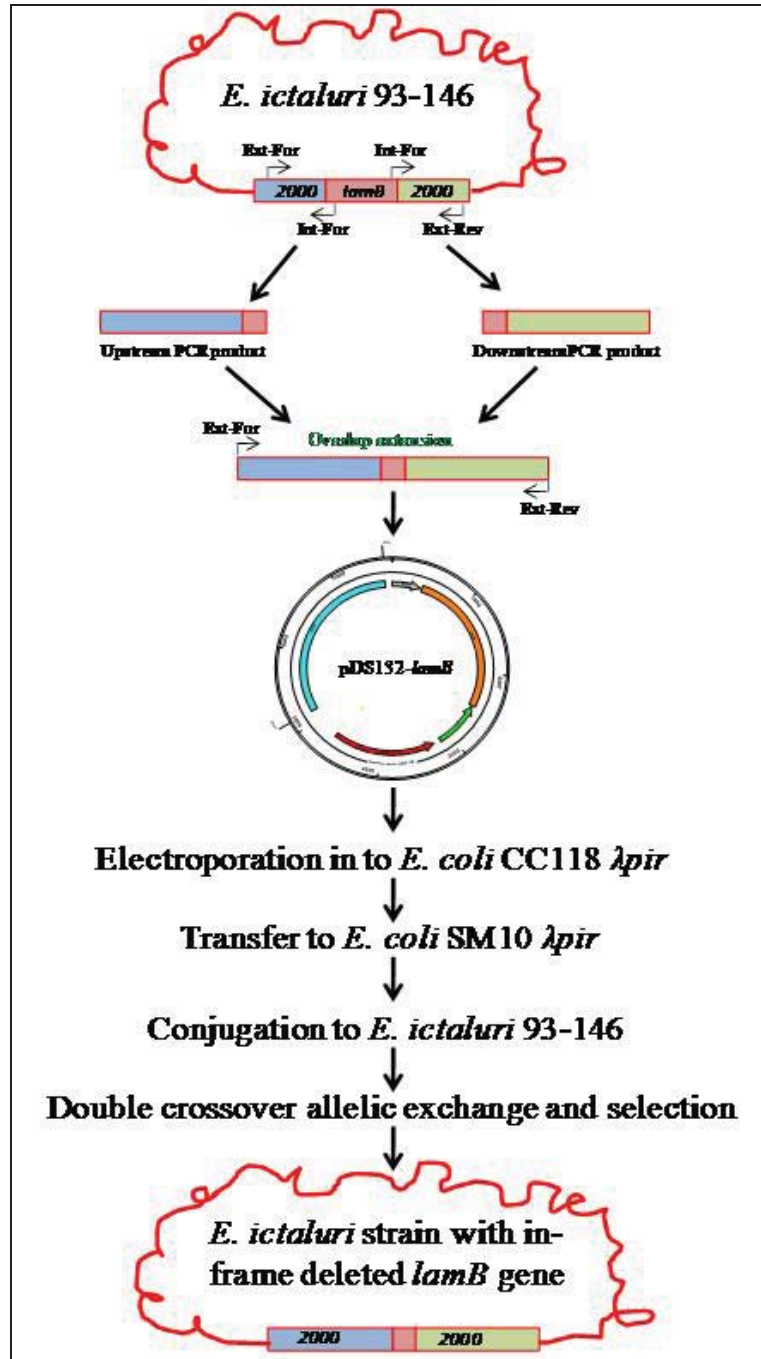 E. ictaluri 93-146
Ext-For Int-For
2000 lamB 2000
Int-For Ext-Rev
Upstream PCR product DownstreamPCR product
Ext-For
Overlap extension
Ext-Rev
pDS132-lamB
Electroporation in to E. coli CC118 λpir
Transfer to E. coli SM10 λpir
Conjugation to E. ictaluri 93-146
Double crossover allelic exchange and selection
E. ictaluri strain with in-
frame deleted lamB gene
2000 2000